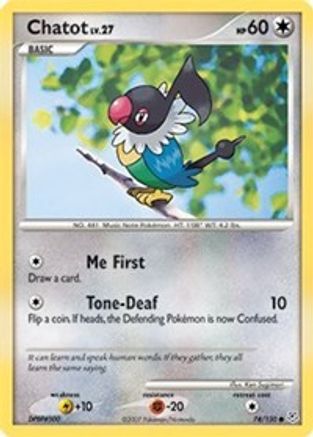 Chatot LV.27 HP 60
BASIC
NO. 441 Music Note Pokémon HT: 1'08" WT: 4.2 lbs.
Me First
Draw a card.
Tone-Deaf 10
Flip a coin. If heads, the Defending Pokémon is now Confused.
It can learn and speak human words. If they gather, they all
learn the same saying.
Illus. Ken Sugimori
weakness resistance retreat cost
+10 -20
©2007 Pokémon/Nintendo 74/130